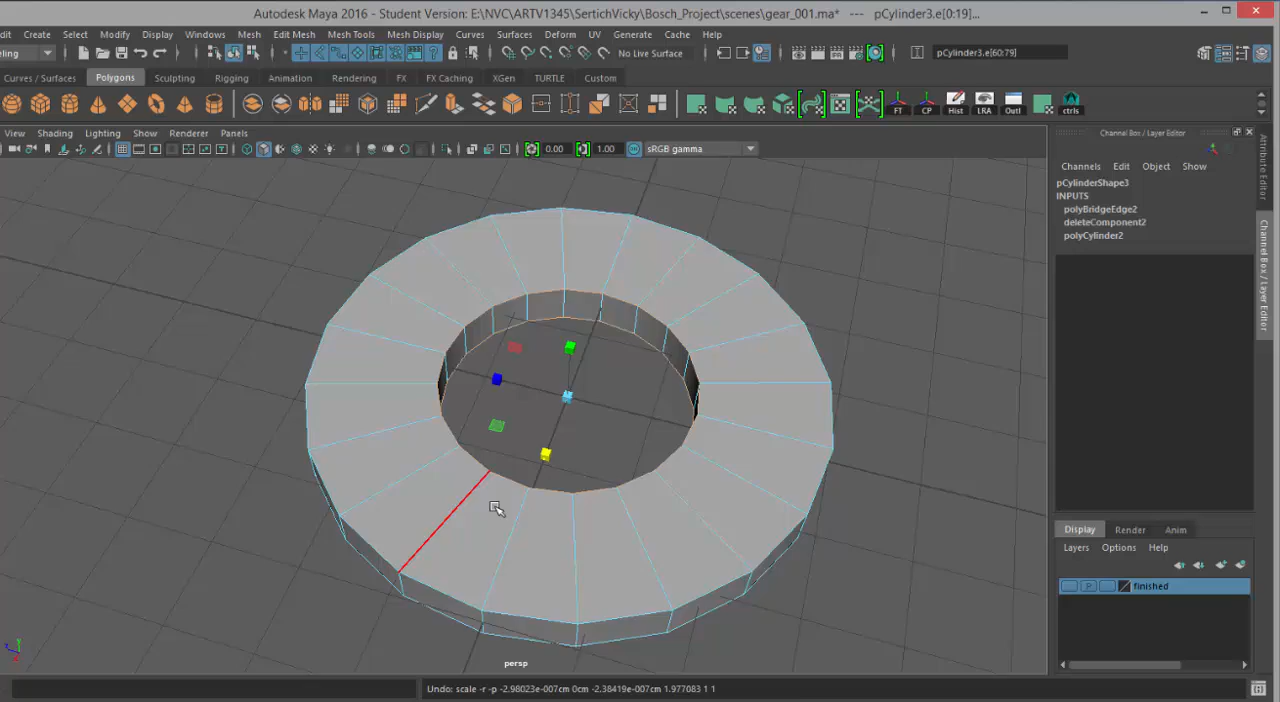 Autodesk Maya 2016 - Student Version: E:\NVC\ARTV1345\SertichVicky\Bosch_Project\scenes\gear_001.ma* --- pCylinder3.e[0:19]...
dit Create Select Modify Display Windows Mesh Edit Mesh Mesh Tools Mesh Display Curves Surfaces Deform UV Generate Cache Help
eling No Live Surface pCylinder3.e[60:79]
Curves / Surfaces Polygons Sculpting Rigging Animation Rendering FX FX Caching XGen TURTLE Custom
FT CP Hist LRA Outl ctrls
View Shading Lighting Show Renderer Panels
Channel Box / Layer Editor
0.00 1.00 sRGB gamma
Channels Edit Object Show
pCylinderShape3
INPUTS
polyBridgeEdge2
deleteComponent2
polyCylinder2
Attribute Editor
Channel Box / Layer Editor
Display Render Anim
Layers Options Help
P finished
persp
Undo: scale -r -p -2.98023e-007cm 0cm -2.38419e-007cm 1.977083 1 1